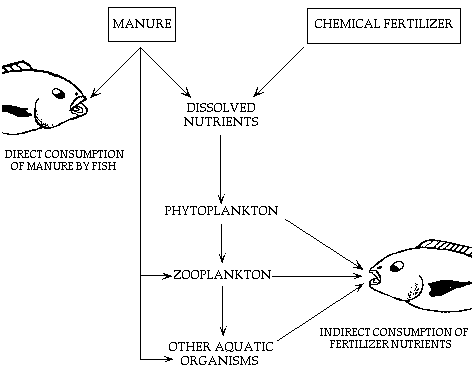 MANURE
CHEMICAL FERTILIZER
DISSOLVED
NUTRIENTS
DIRECT CONSUMPTION
OF MANURE BY FISH
PHYTOPLANKTON
ZOOPLANKTON
INDIRECT CONSUMPTION OF
FERTILIZER NUTRIENTS
OTHER AQUATIC
ORGANISMS